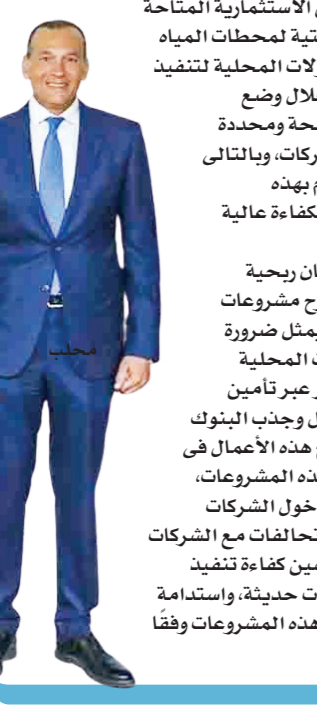 الاستثمارية المتاحة
تية لمحطات المياه
ولات المحلية لتنفيذ
لال وضع
حة ومحددة
ركات، وبالتالى
م بهذه
كفاءة عالية
ان ربحية
ح مشروعات
يمثل ضرورة
ت المحلية
محلب
ر عبر تأمين
ل وجذب البنوك
هذه الأعمال فى
ذه المشروعات،
خول الشركات
تحالفات مع الشركات
مين كفاءة تنفيذ
ات حديثة، واستدامة
هذه المشروعات وفقًا